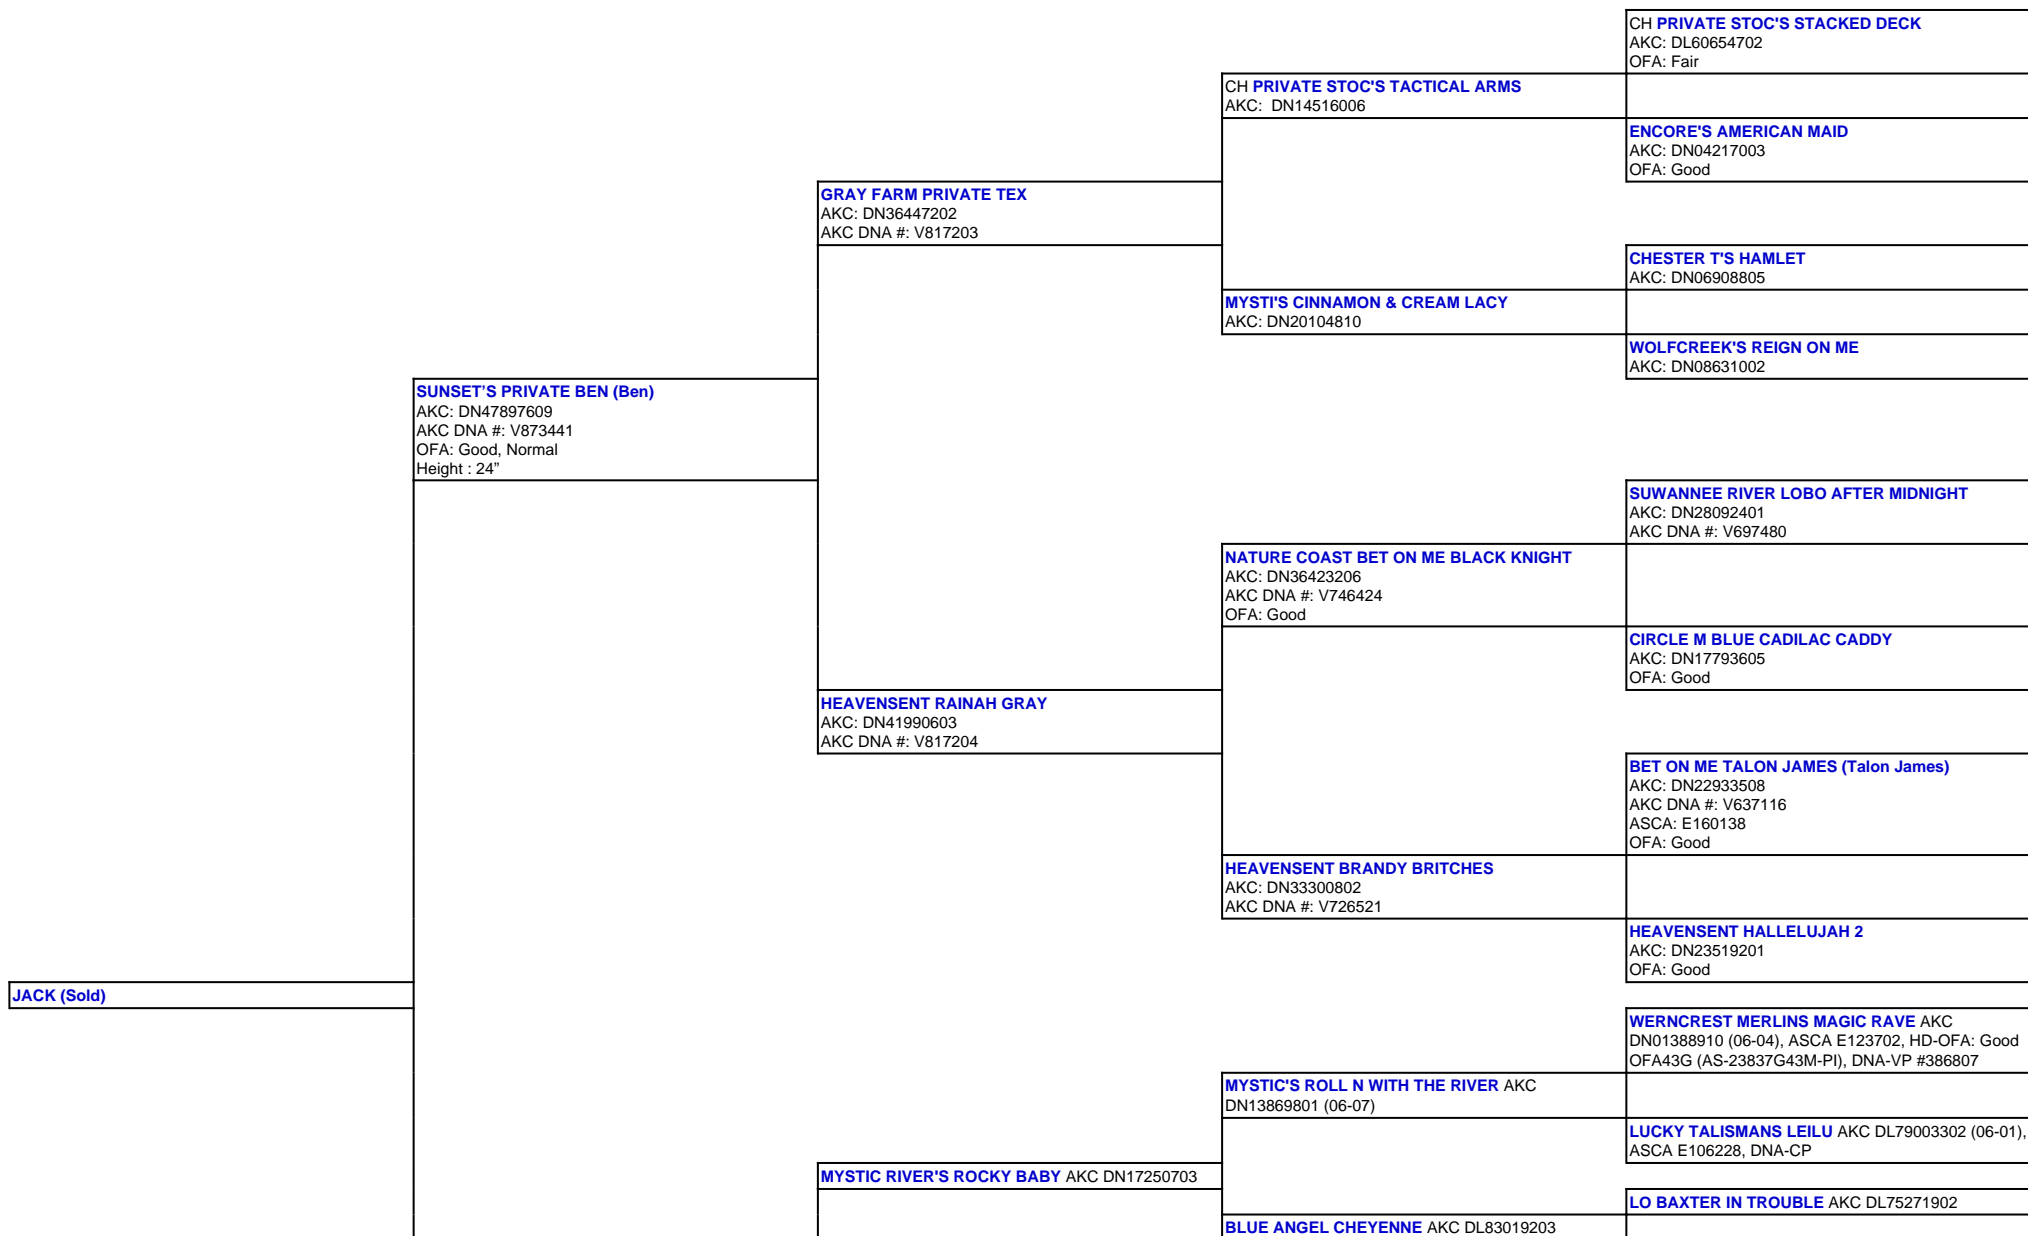 CH PRIVATE STOC'S STACKED DECK
AKC: DL60654702
OFA: Fair
CH PRIVATE STOC'S TACTICAL ARMS
AKC:  DN14516006
ENCORE'S AMERICAN MAID
AKC: DN04217003
OFA: Good
GRAY FARM PRIVATE TEX
AKC: DN36447202
AKC DNA #: V817203
CHESTER T'S HAMLET
AKC: DN06908805
MYSTI'S CINNAMON & CREAM LACY
AKC: DN20104810
WOLFCREEK'S REIGN ON ME
AKC: DN08631002
SUNSET’S PRIVATE BEN (Ben)
AKC: DN47897609
AKC DNA #: V873441
OFA: Good, Normal
Height : 24”
SUWANNEE RIVER LOBO AFTER MIDNIGHT
AKC: DN28092401
AKC DNA #: V697480
NATURE COAST BET ON ME BLACK KNIGHT
AKC: DN36423206
AKC DNA #: V746424
OFA: Good
CIRCLE M BLUE CADILAC CADDY
AKC: DN17793605
OFA: Good
HEAVENSENT RAINAH GRAY
AKC: DN41990603
AKC DNA #: V817204
BET ON ME TALON JAMES (Talon James)
AKC: DN22933508
AKC DNA #: V637116
ASCA: E160138
OFA: Good
HEAVENSENT BRANDY BRITCHES
AKC: DN33300802
AKC DNA #: V726521
HEAVENSENT HALLELUJAH 2
AKC: DN23519201
OFA: Good
JACK (Sold)
WERNCREST MERLINS MAGIC RAVE AKC
DN01388910 (06-04), ASCA E123702, HD-OFA: Good
OFA43G (AS-23837G43M-PI), DNA-VP #386807
MYSTIC'S ROLL N WITH THE RIVER AKC
DN13869801 (06-07)
LUCKY TALISMANS LEILU AKC DL79003302 (06-01),
ASCA E106228, DNA-CP
MYSTIC RIVER'S ROCKY BABY AKC DN17250703
LO BAXTER IN TROUBLE AKC DL75271902
BLUE ANGEL CHEYENNE AKC DL83019203